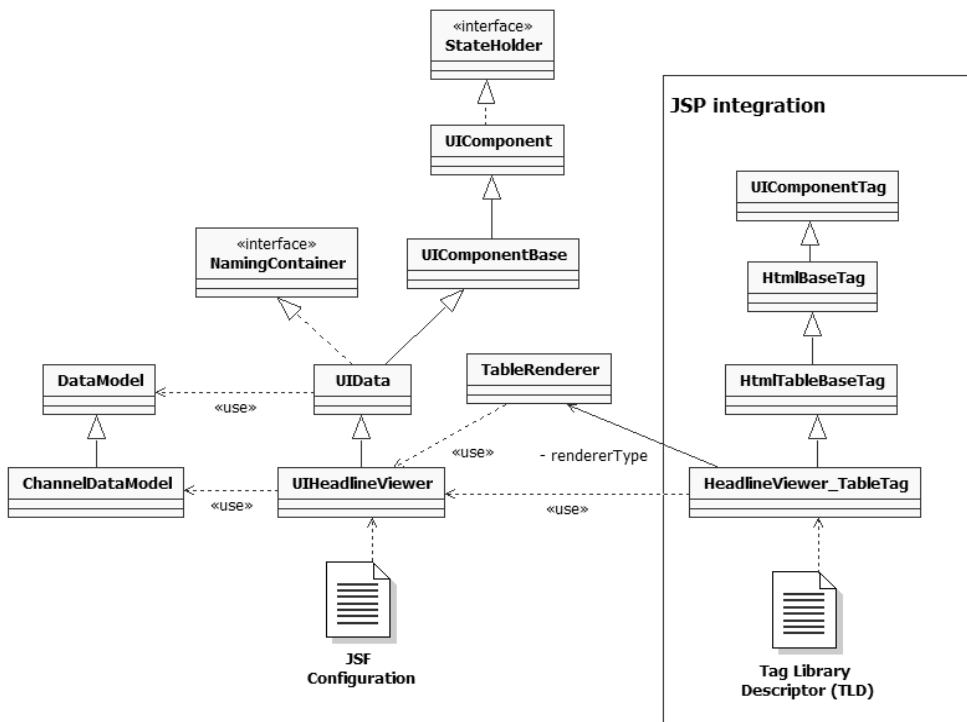 «interface»
StateHolder
JSP integration
UIComponent
UIComponentTag
«interface»
NamingContainer
UIComponentBase
HtmlBaseTag
DataModel
UIData
TableRenderer
HtmlTableBaseTag
«use»
«use»
- rendererType
ChannelDataModel
UIHeadlineViewer
HeadlineViewer_TableTag
«use»
«use»
JSF
Configuration
Tag Library
Descriptor (TLD)